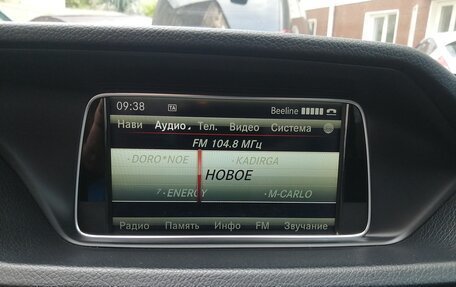 09:38 TA Beeline
Нави Аудио Тел. Видео Система
FM 104.8 МГц
DORO*NOE KADIRGA
НОВОЕ
7 ENERGY M-CARLO
Радио Память Инфо FM Звучание